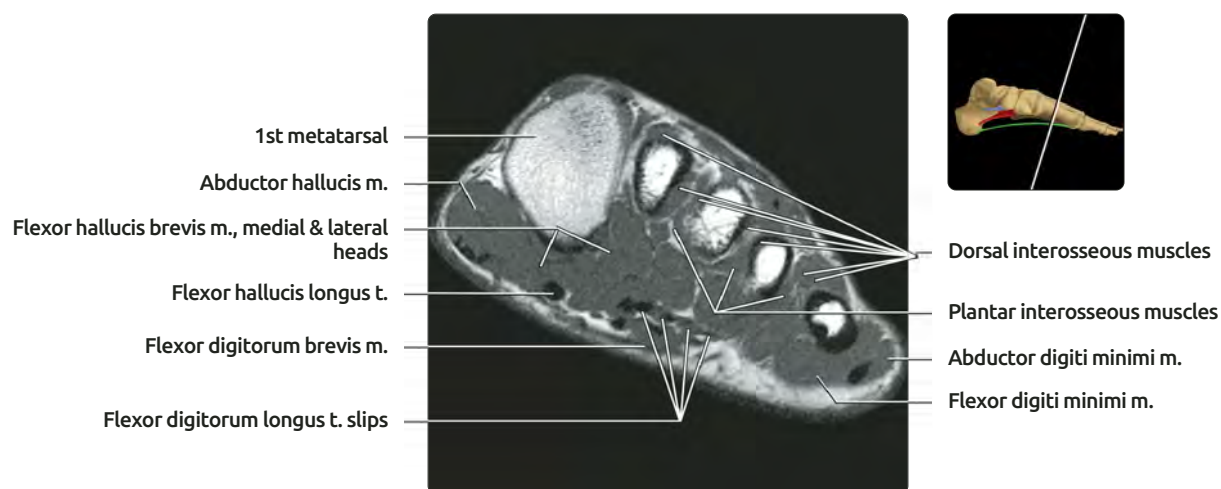 1st metatarsal
Abductor hallucis m.
Flexor hallucis brevis m., medial & lateral
heads
Flexor hallucis longus t.
Flexor digitorum brevis m.
Flexor digitorum longus t. slips
Dorsal interosseous muscles
Plantar interosseous muscles
Abductor digiti minimi m.
Flexor digiti minimi m.